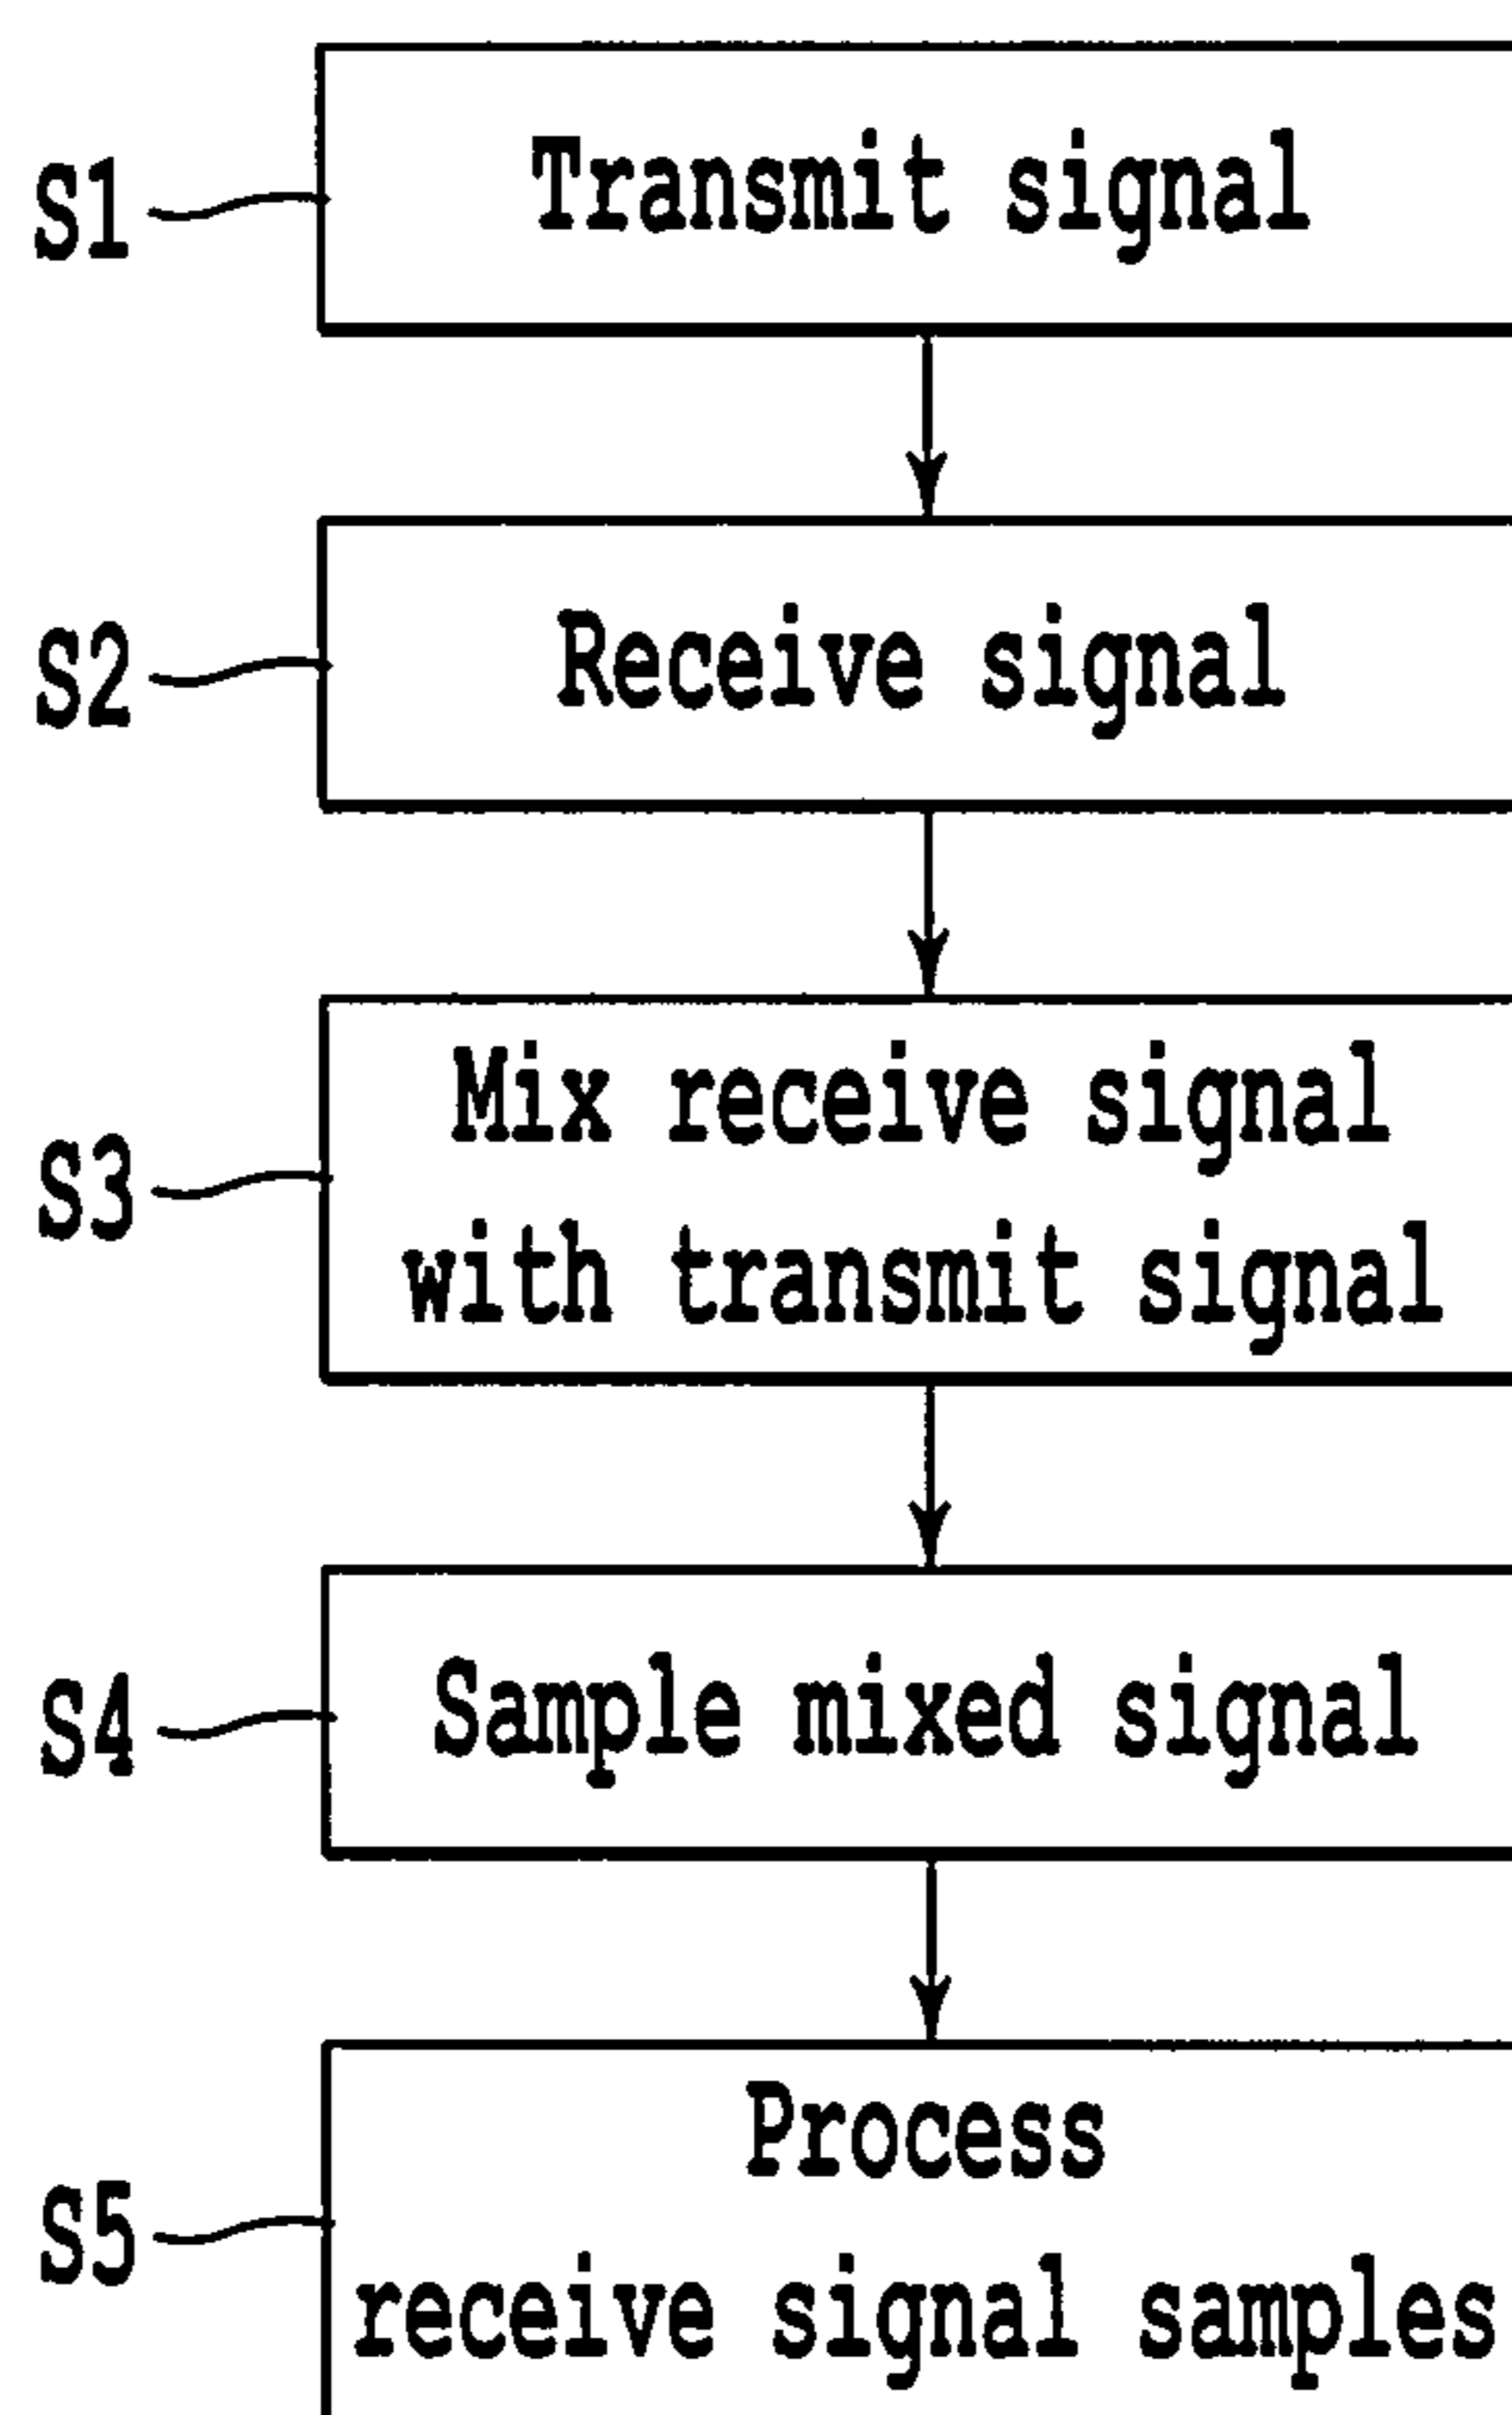 S1
Transmit signal
S2
Receive signal
S3
Mix receive signal
with transmit signal
S4
Sample mixed signal
S5
Process
receive signal samples